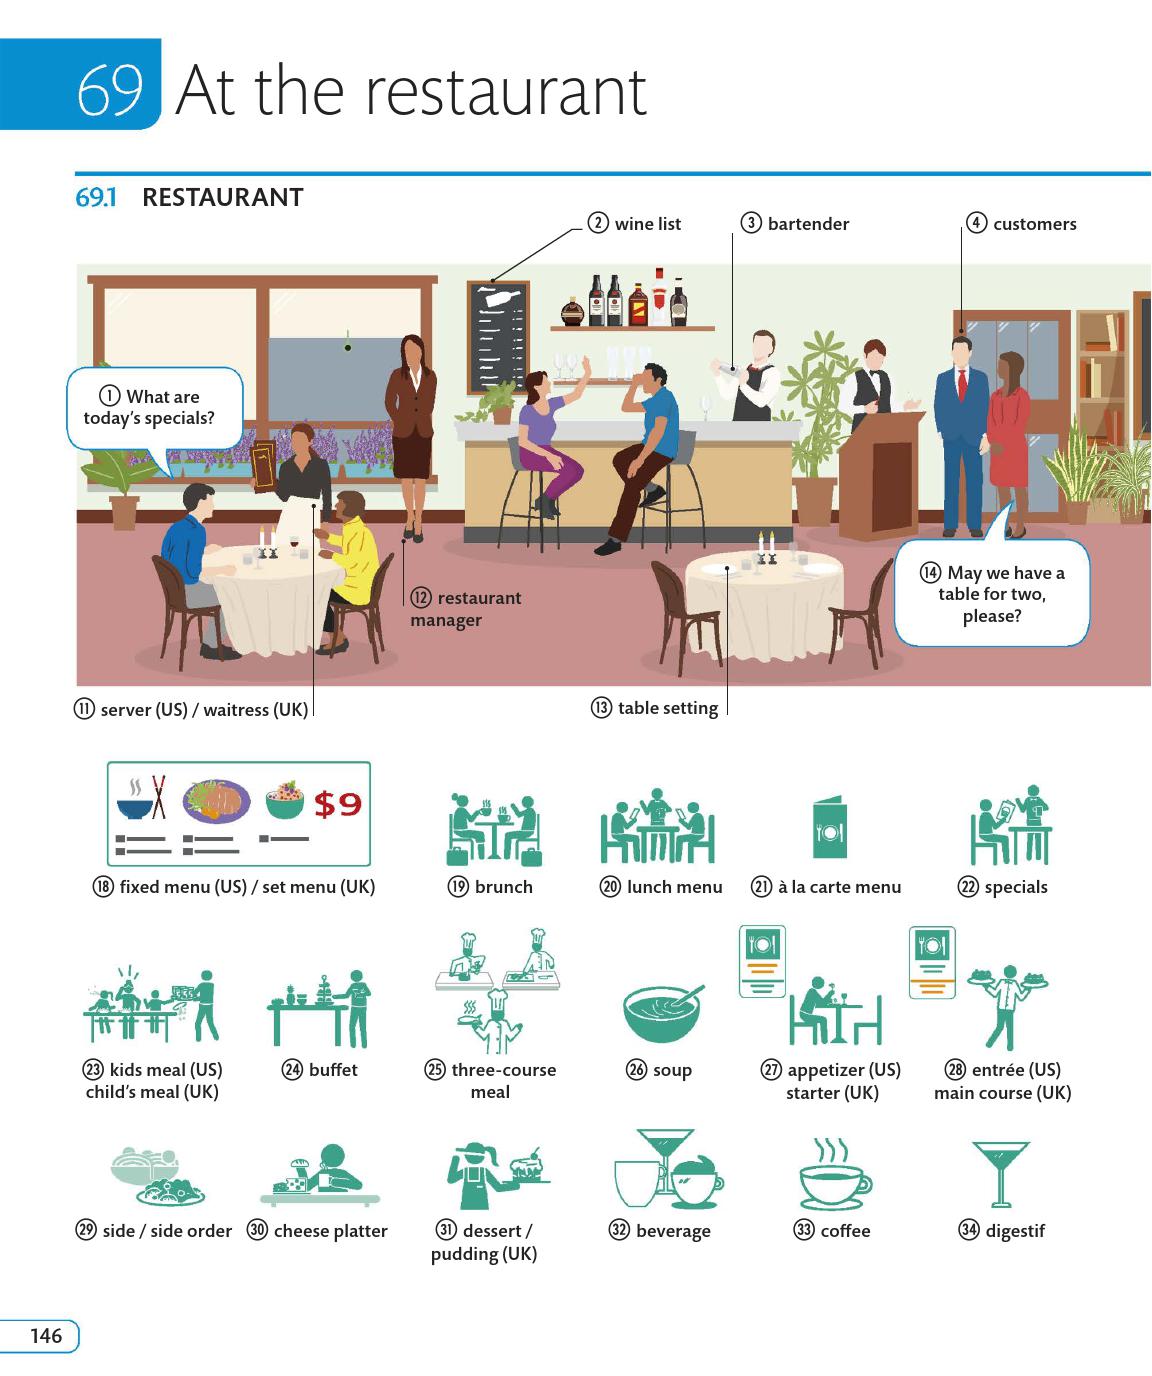 69 At the restaurant
69.1 RESTAURANT
② wine list
③ bartender
④ customers
① What are
today's specials?
⑫ restaurant
manager
⑭ May we have a
table for two,
please?
⑪ server (US) / waitress (UK)
⑬ table setting
$9
⑱ fixed menu (US) / set menu (UK)
⑲ brunch
⑳ lunch menu
㉑ à la carte menu
㉒ specials
㉓ kids meal (US)
child's meal (UK)
㉔ buffet
㉕ three-course
meal
㉖ soup
㉗ appetizer (US)
starter (UK)
㉘ entrée (US)
main course (UK)
㉙ side / side order
㉚ cheese platter
㉛ dessert /
pudding (UK)
㉜ beverage
㉝ coffee
㉞ digestif
146